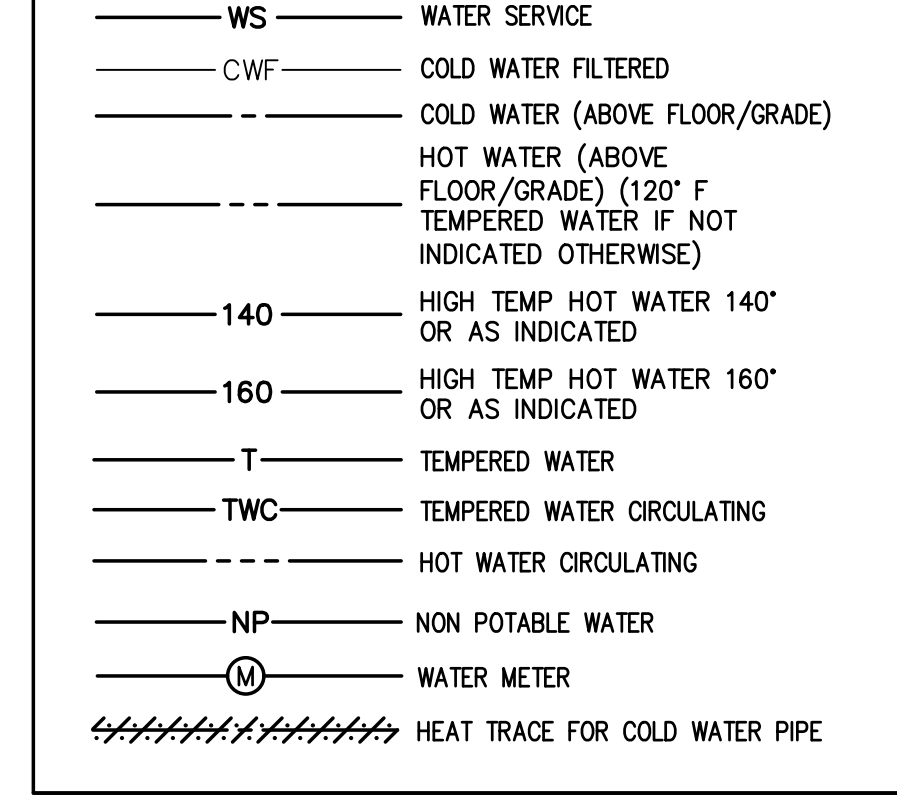 WS WATER SERVICE
CWF COLD WATER FILTERED
COLD WATER (ABOVE FLOOR/GRADE)
HOT WATER (ABOVE
FLOOR/GRADE) (120° F
TEMPERED WATER IF NOT
INDICATED OTHERWISE)
140 HIGH TEMP HOT WATER 140°
OR AS INDICATED
160 HIGH TEMP HOT WATER 160°
OR AS INDICATED
T TEMPERED WATER
TWC TEMPERED WATER CIRCULATING
HOT WATER CIRCULATING
NP NON POTABLE WATER
M WATER METER
HEAT TRACE FOR COLD WATER PIPE